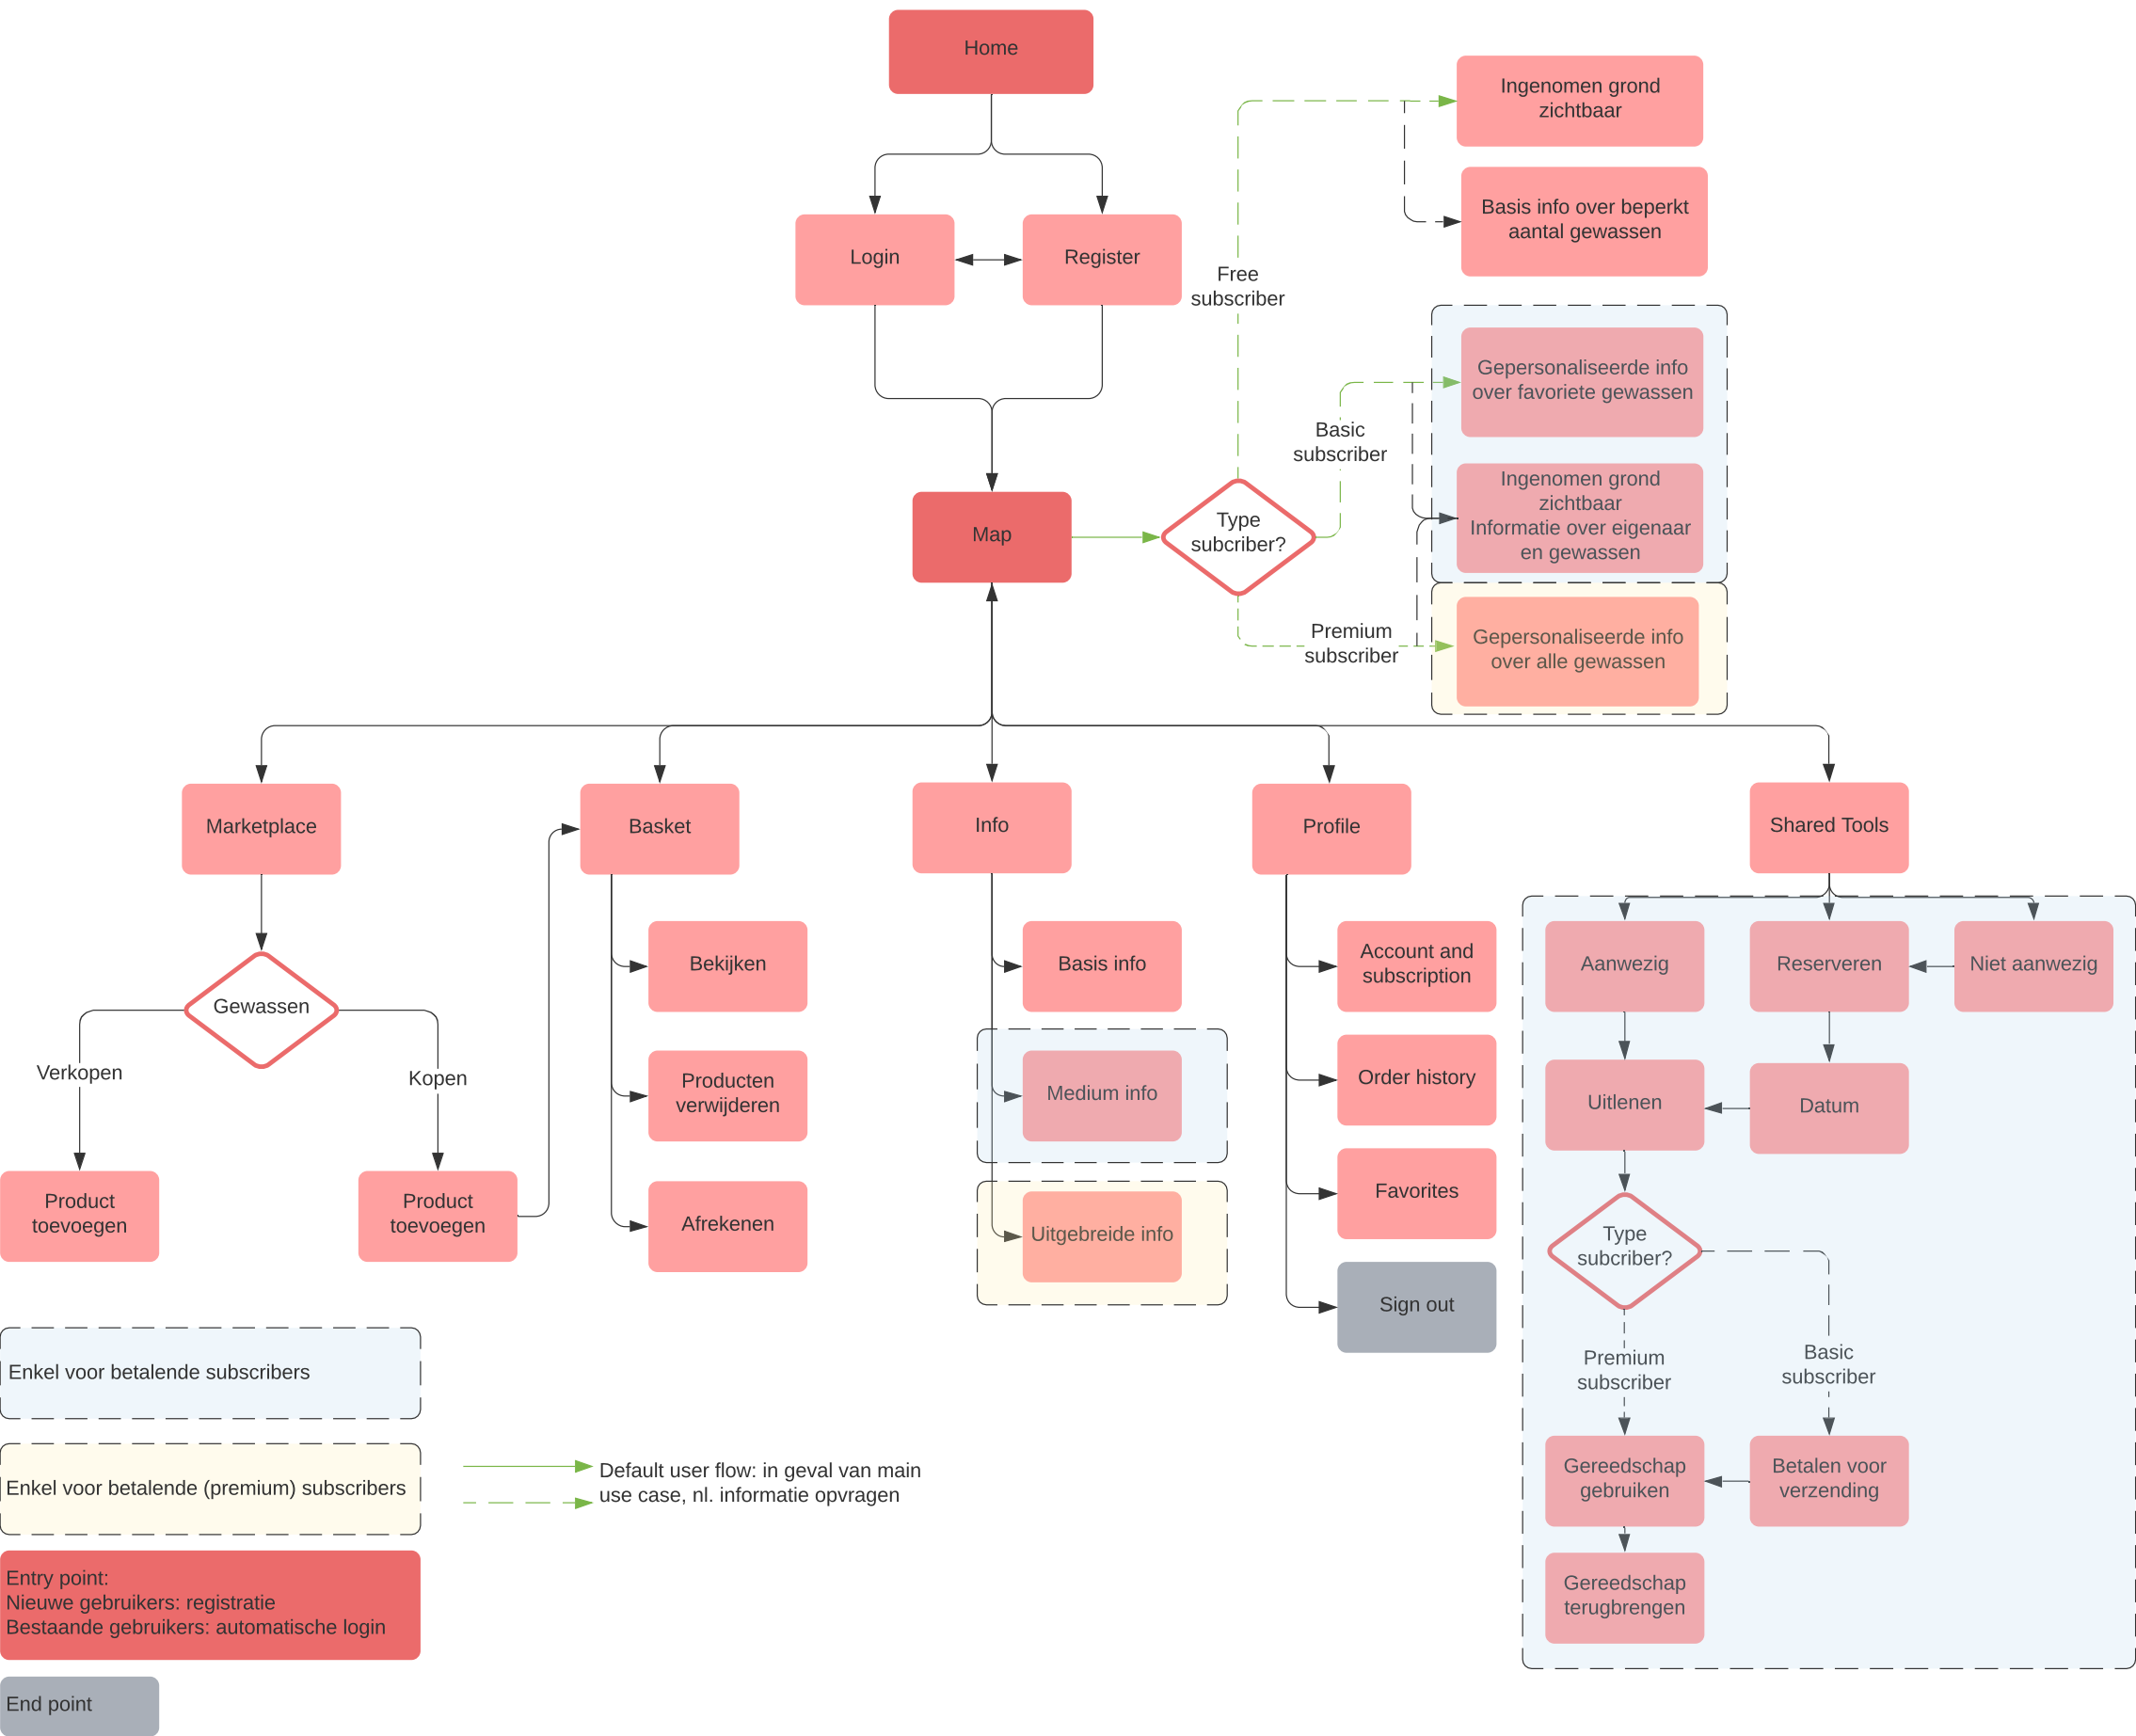 Home
Ingenomen grond
zichtbaar
Basis info over beperkt
aantal gewassen
Login
Register
Free
subscriber
Gepersonaliseerde info
over favoriete gewassen
Basic
subscriber
Ingenomen grond
zichtbaar
Informatie over eigenaar
en gewassen
Map
Type
subcriber?
Premium
subscriber
Gepersonaliseerde info
over alle gewassen
Marketplace
Basket
Info
Profile
Shared Tools
Gewassen
Verkopen
Kopen
Product
toevoegen
Product
toevoegen
Bekijken
Producten
verwijderen
Afrekenen
Basis info
Medium info
Uitgebreide info
Account and
subscription
Order history
Favorites
Sign out
Aanwezig
Reserveren
Niet aanwezig
Uitlenen
Datum
Type
subcriber?
Premium
subscriber
Basic
subscriber
Gereedschap
gebruiken
Betalen voor
verzending
Gereedschap
terugbrengen
Enkel voor betalende subscribers
Enkel voor betalende (premium) subscribers
Default user flow: in geval van main
use case, nl. informatie opvragen
Entry point:
Nieuwe gebruikers: registratie
Bestaande gebruikers: automatische login
End point